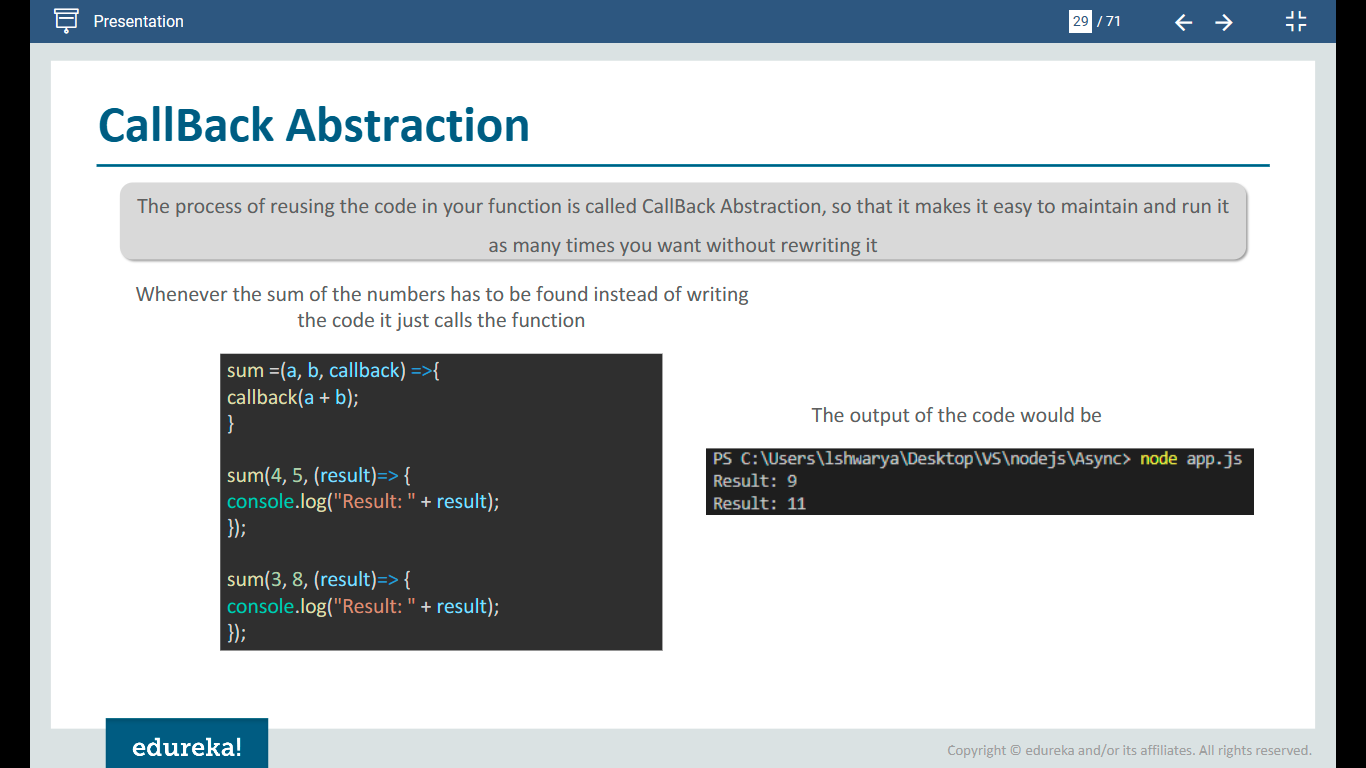 Presentation
29 / 71
CallBack Abstraction
The process of reusing the code in your function is called CallBack Abstraction, so that it makes it easy to maintain and run it
as many times you want without rewriting it
Whenever the sum of the numbers has to be found instead of writing
the code it just calls the function
sum =(a, b, callback) =>{
callback(a + b);
}
sum(4, 5, (result)=> {
console.log("Result: " + result);
});
sum(3, 8, (result)=> {
console.log("Result: " + result);
});
The output of the code would be
PS C:\Users\lshwarya\Desktop\VS\nodejs\Async> node app.js
Result: 9
Result: 11
edureka!
Copyright © edureka and/or its affiliates. All rights reserved.